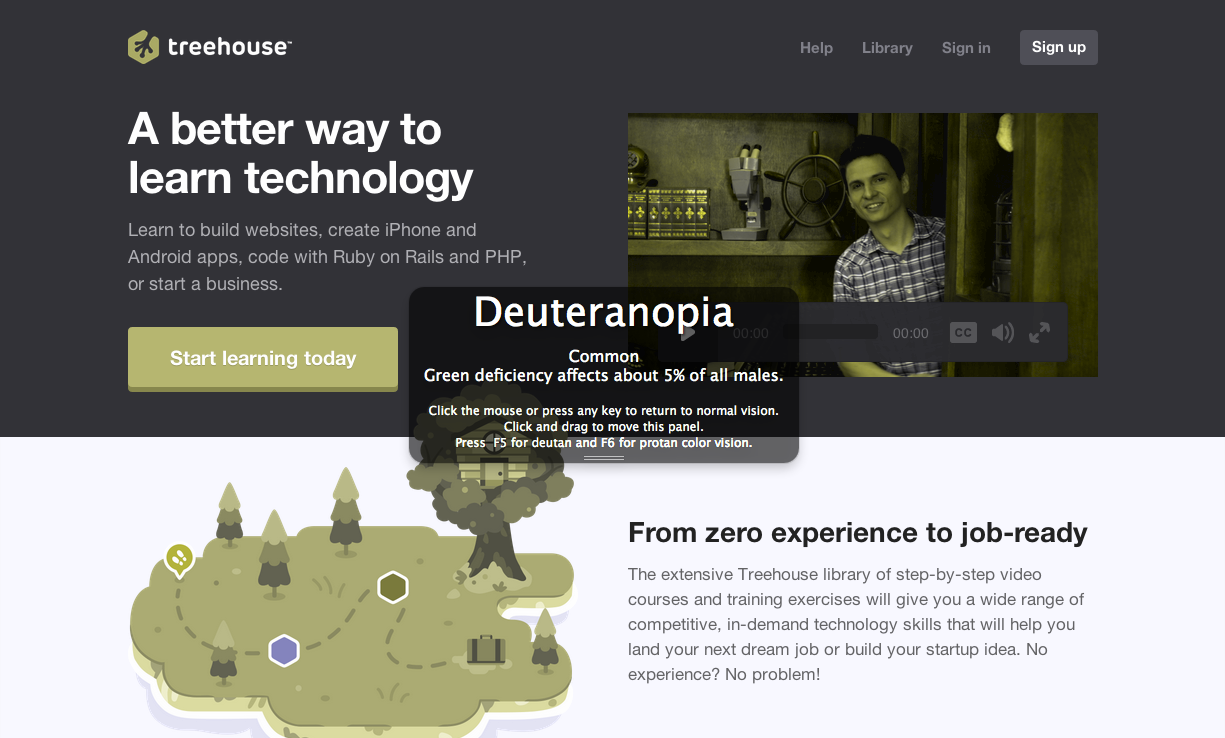 treehouse™
Help Library Sign in Sign up
A better way to
learn technology
Learn to build websites, create iPhone and
Android apps, code with Ruby on Rails and PHP,
or start a business.
Start learning today
00:00 00:00 CC
Deuteranopia
Common
Green deficiency affects about 5% of all males.
Click the mouse or press any key to return to normal vision.
Click and drag to move this panel.
Press F5 for deutan and F6 for protan color vision.
From zero experience to job-ready
The extensive Treehouse library of step-by-step video
courses and training exercises will give you a wide range of
competitive, in-demand technology skills that will help you
land your next dream job or build your startup idea. No
experience? No problem!